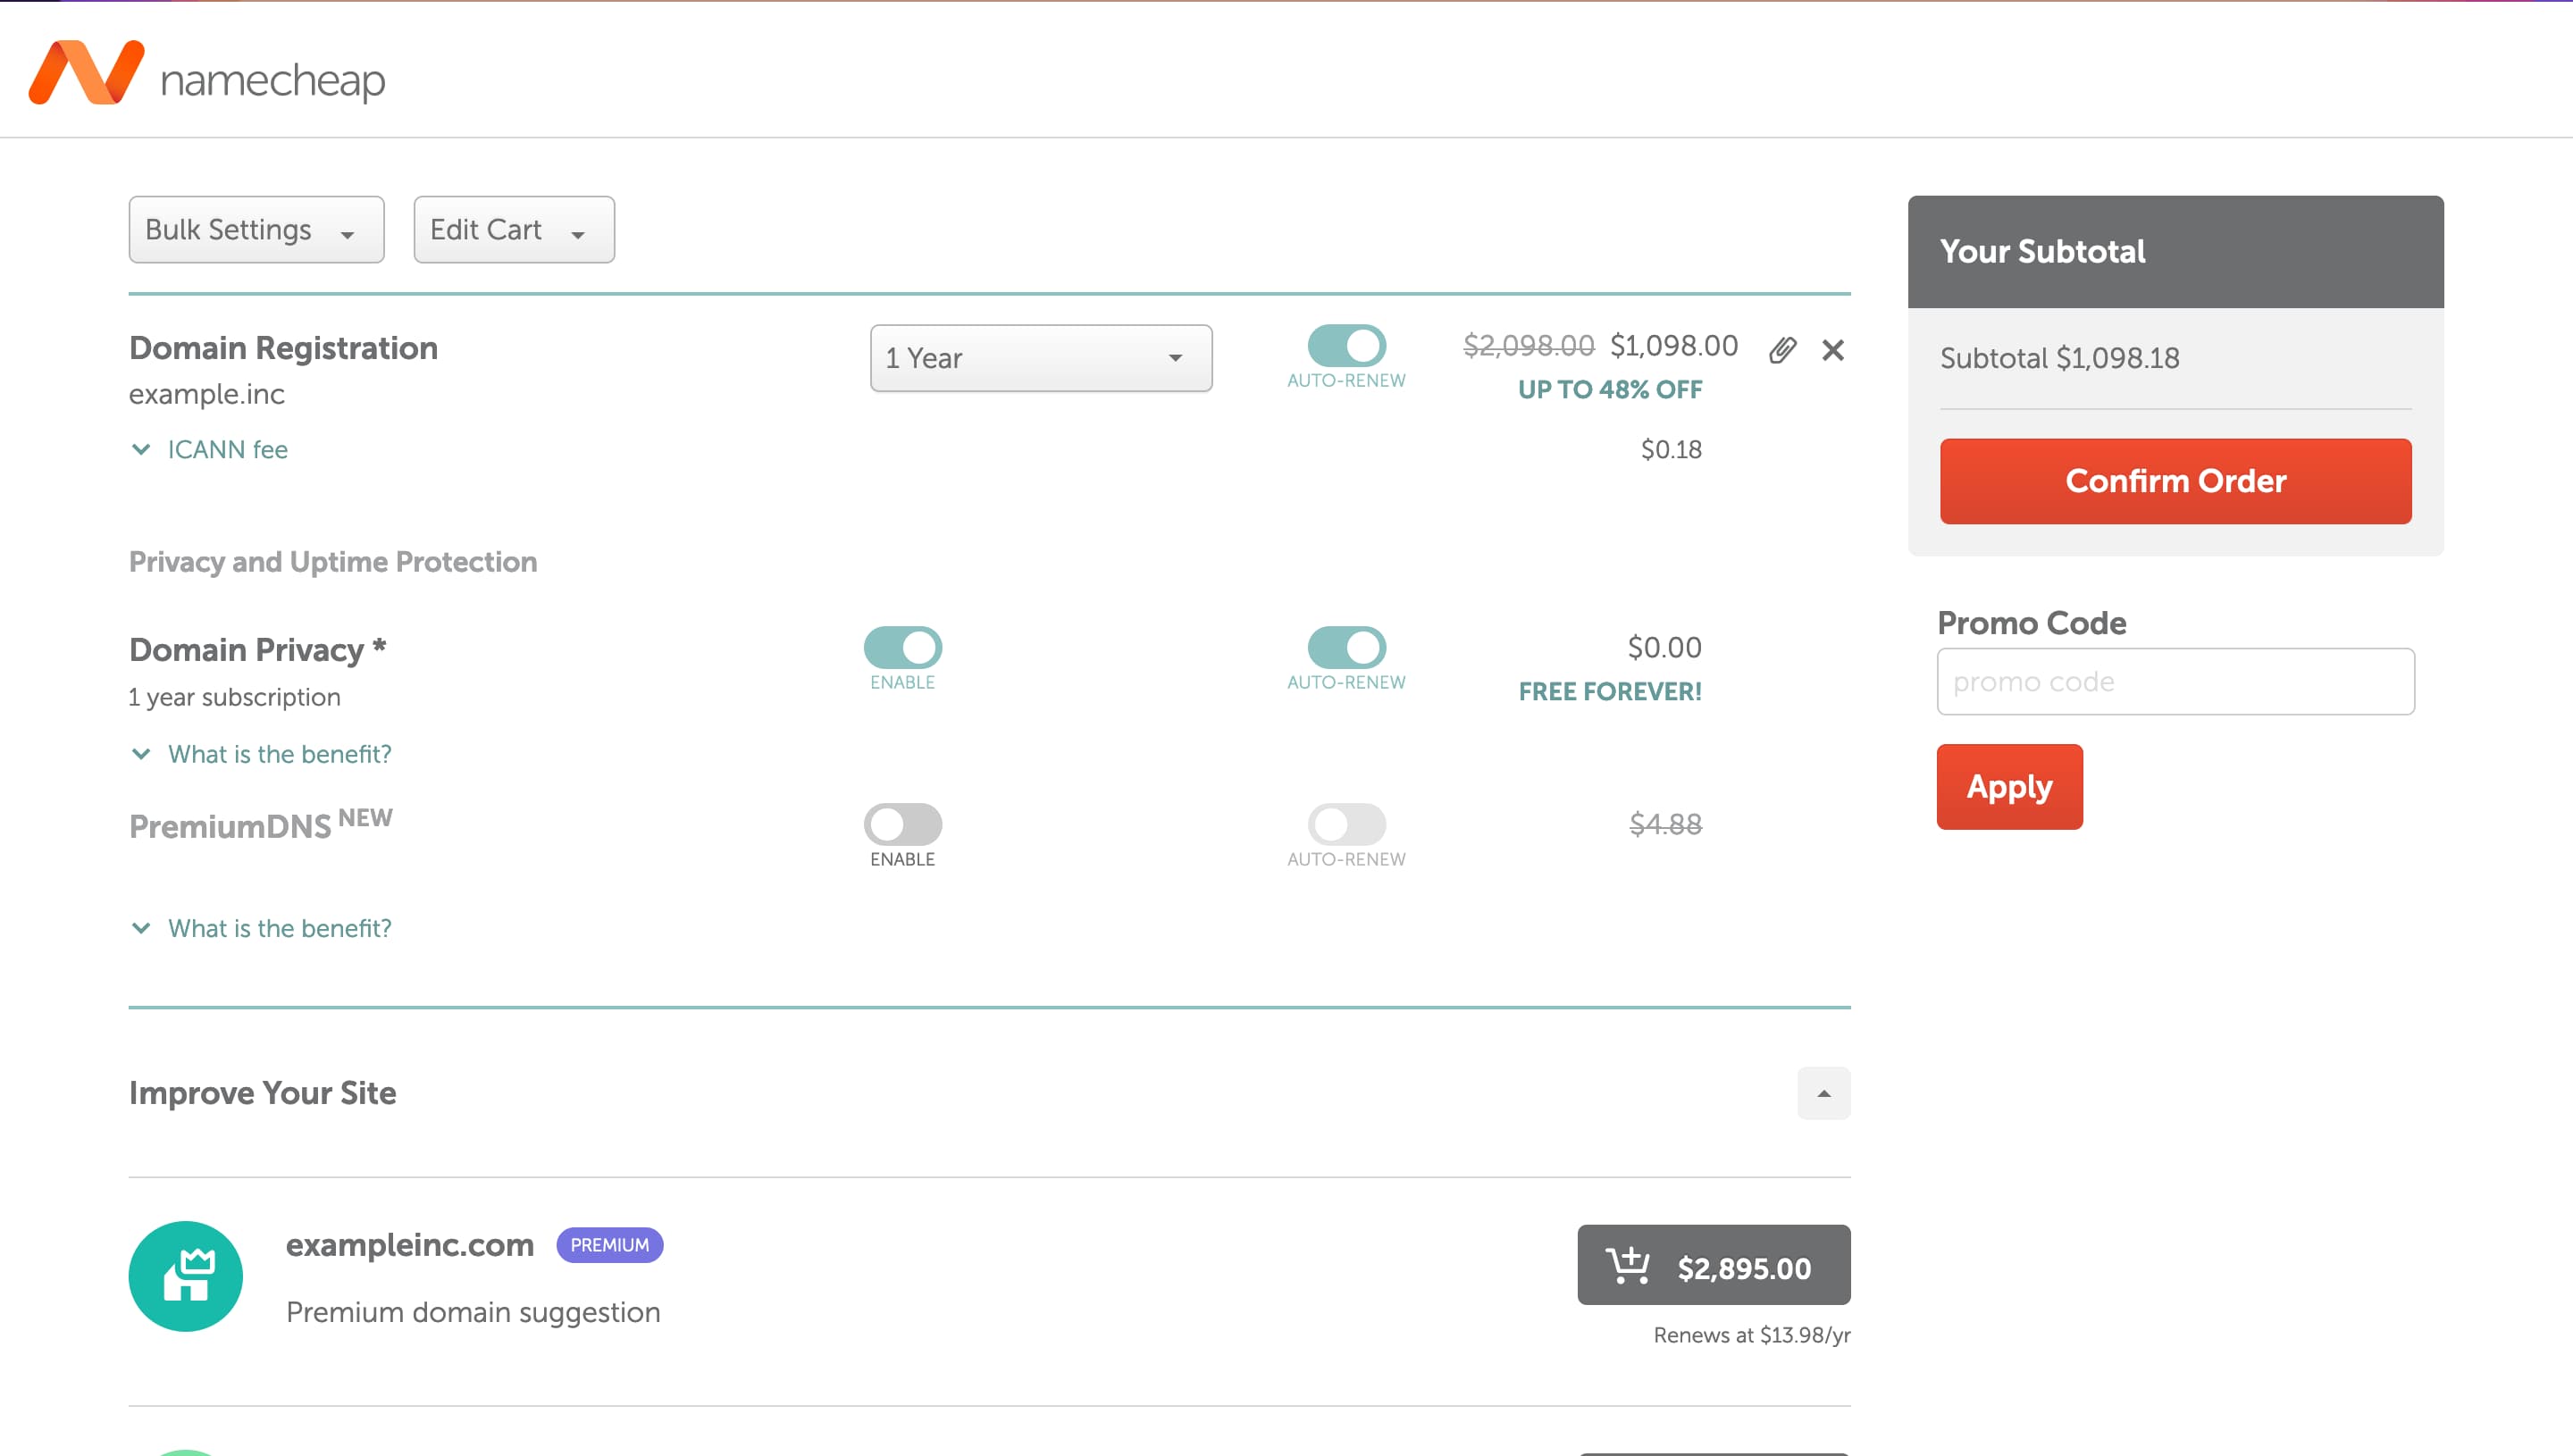 namecheap
Bulk Settings
Edit Cart
Domain Registration
example.inc
1 Year
AUTO-RENEW
$2,098.00 $1,098.00
UP TO 48% OFF
ICANN fee
$0.18
Privacy and Uptime Protection
Domain Privacy *
1 year subscription
ENABLE
AUTO-RENEW
$0.00
FREE FOREVER!
What is the benefit?
PremiumDNS NEW
ENABLE
AUTO-RENEW
$4.88
What is the benefit?
Improve Your Site
exampleinc.com PREMIUM
Premium domain suggestion
$2,895.00
Renews at $13.98/yr
Your Subtotal
Subtotal $1,098.18
Confirm Order
Promo Code
promo code
Apply